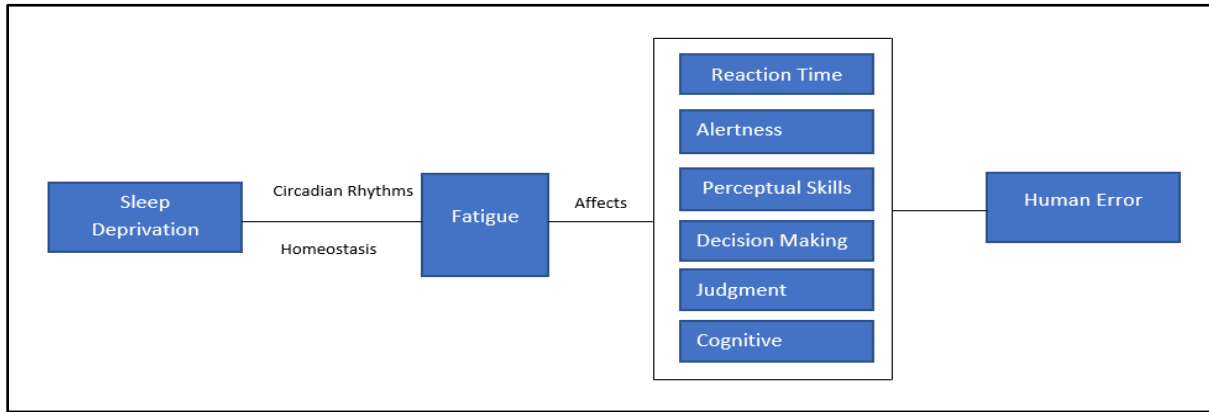 Sleep
Deprivation
Circadian Rhythms
Homeostasis
Fatigue
Affects
Reaction Time
Alertness
Perceptual Skills
Decision Making
Judgment
Cognitive
Human Error